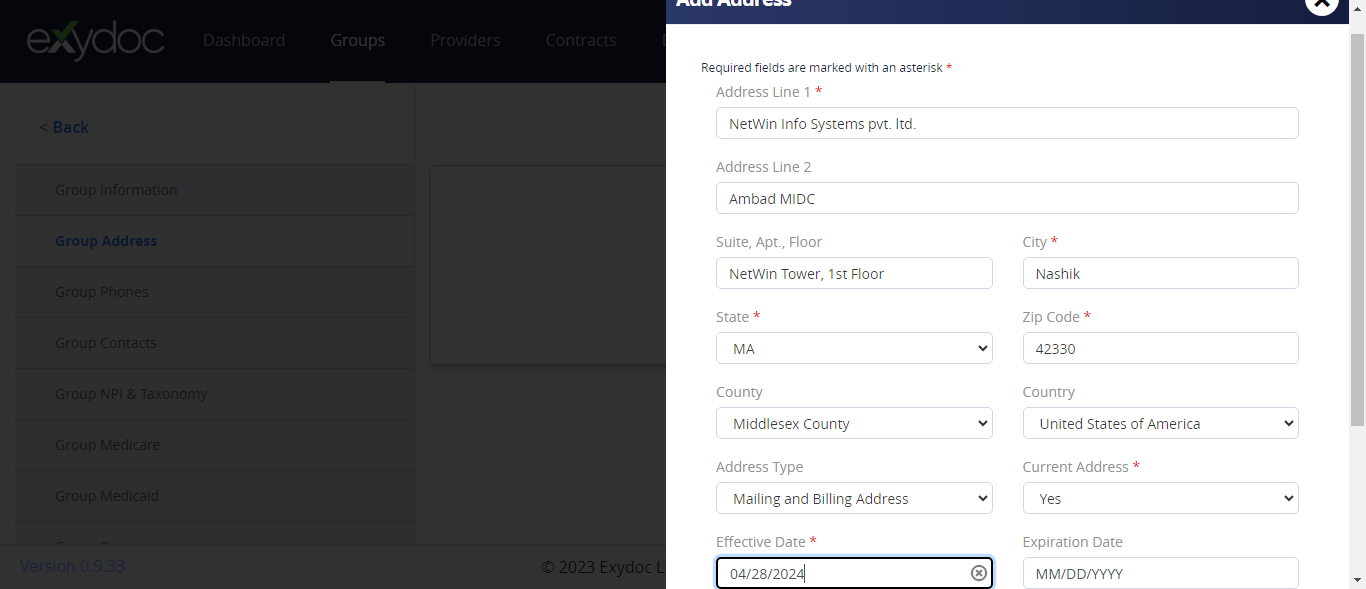 Add Address
exydoc
Dashboard
Groups
Providers
Contracts
< Back
Group Information
Group Address
Group Phones
Group Contacts
Group NPI & Taxonomy
Group Medicare
Group Medicaid
Version 0.9.33
© 2023 Exydoc L
Required fields are marked with an asterisk *
Address Line 1 *
NetWin Info Systems pvt. ltd.
Address Line 2
Ambad MIDC
Suite, Apt., Floor
City *
NetWin Tower, 1st Floor
Nashik
State *
Zip Code *
MA
42330
County
Country
Middlesex County
United States of America
Address Type
Current Address *
Mailing and Billing Address
Yes
Effective Date *
Expiration Date
04/28/2024
MM/DD/YYYY